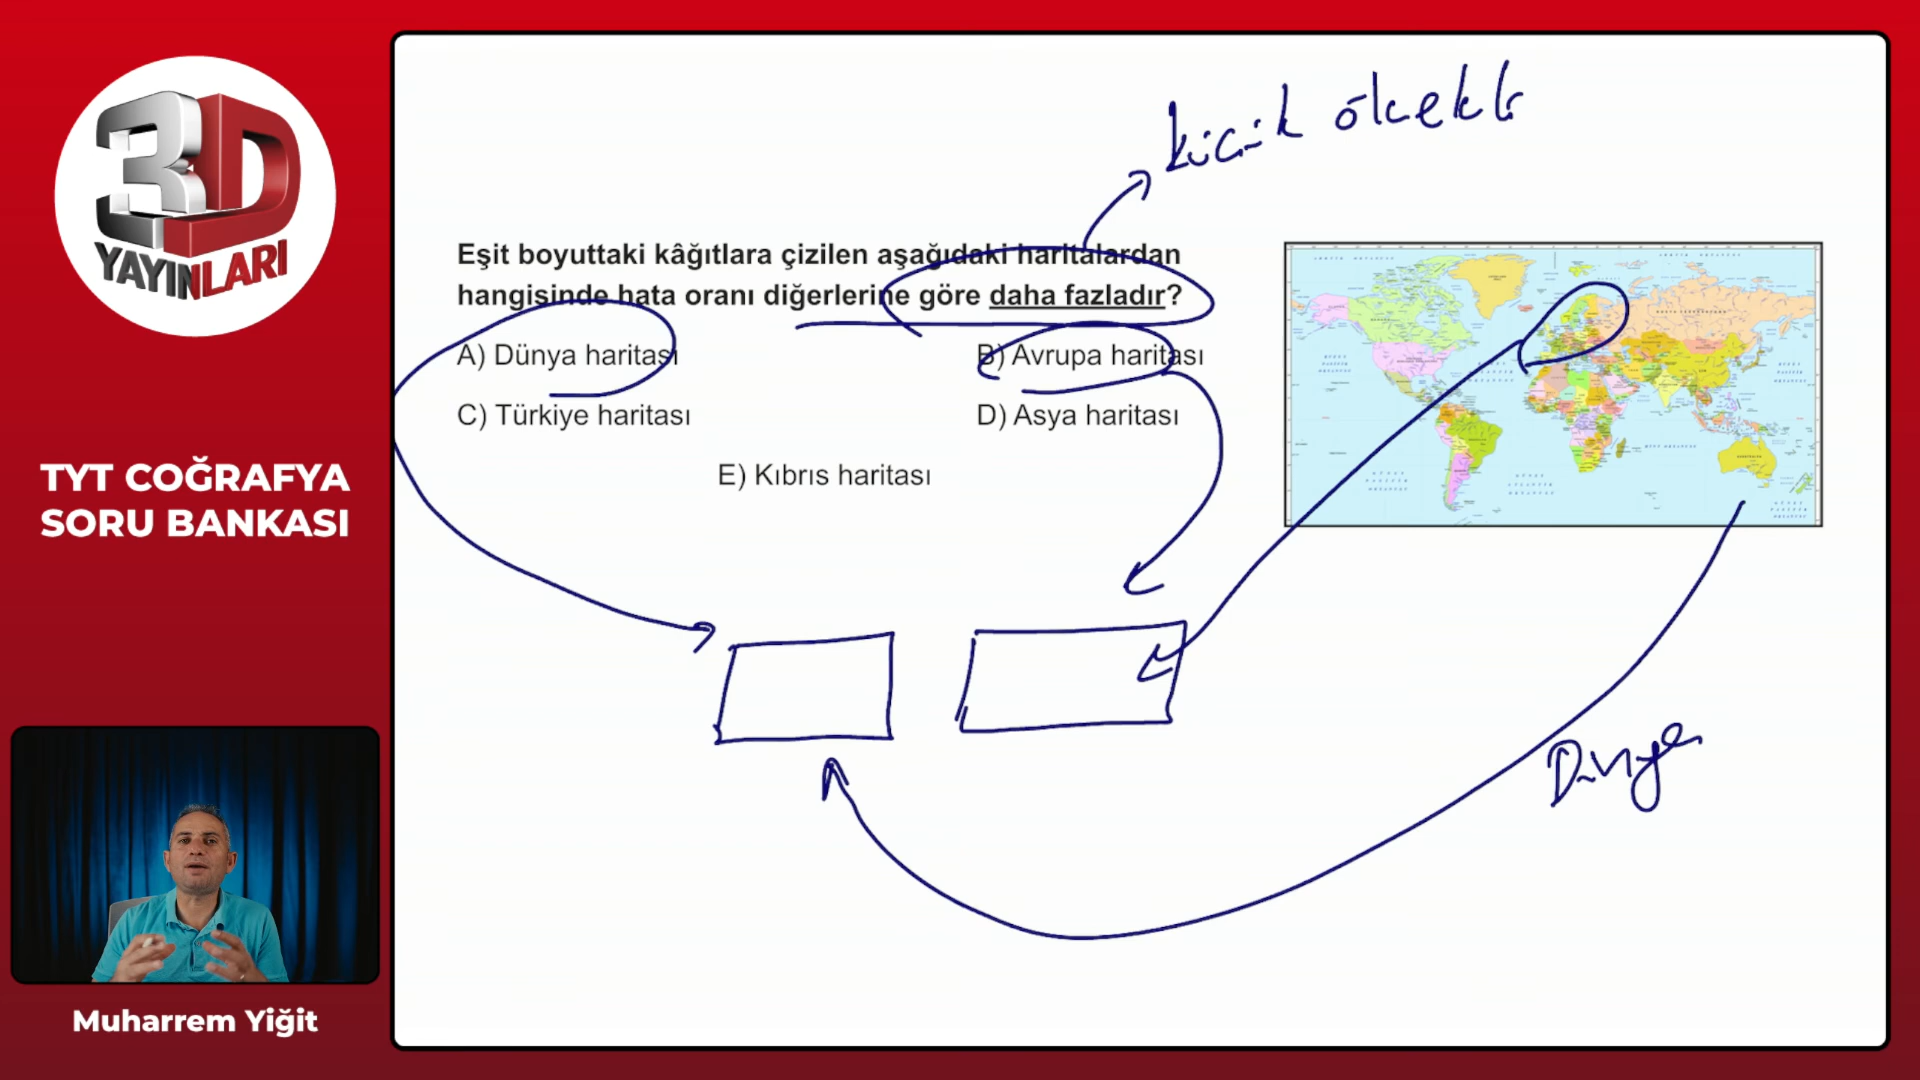 3D
YAYINLARI
TYT COĞRAFYA
SORU BANKASI
Muharrem Yiğit
küçük ölçekli
Eşit boyuttaki kâğıtlara çizilen aşağıdaki haritalardan
hangisinde hata oranı diğerlerine göre daha fazladır?
A) Dünya haritası
B) Avrupa haritası
C) Türkiye haritası
D) Asya haritası
E) Kıbrıs haritası
Dünya